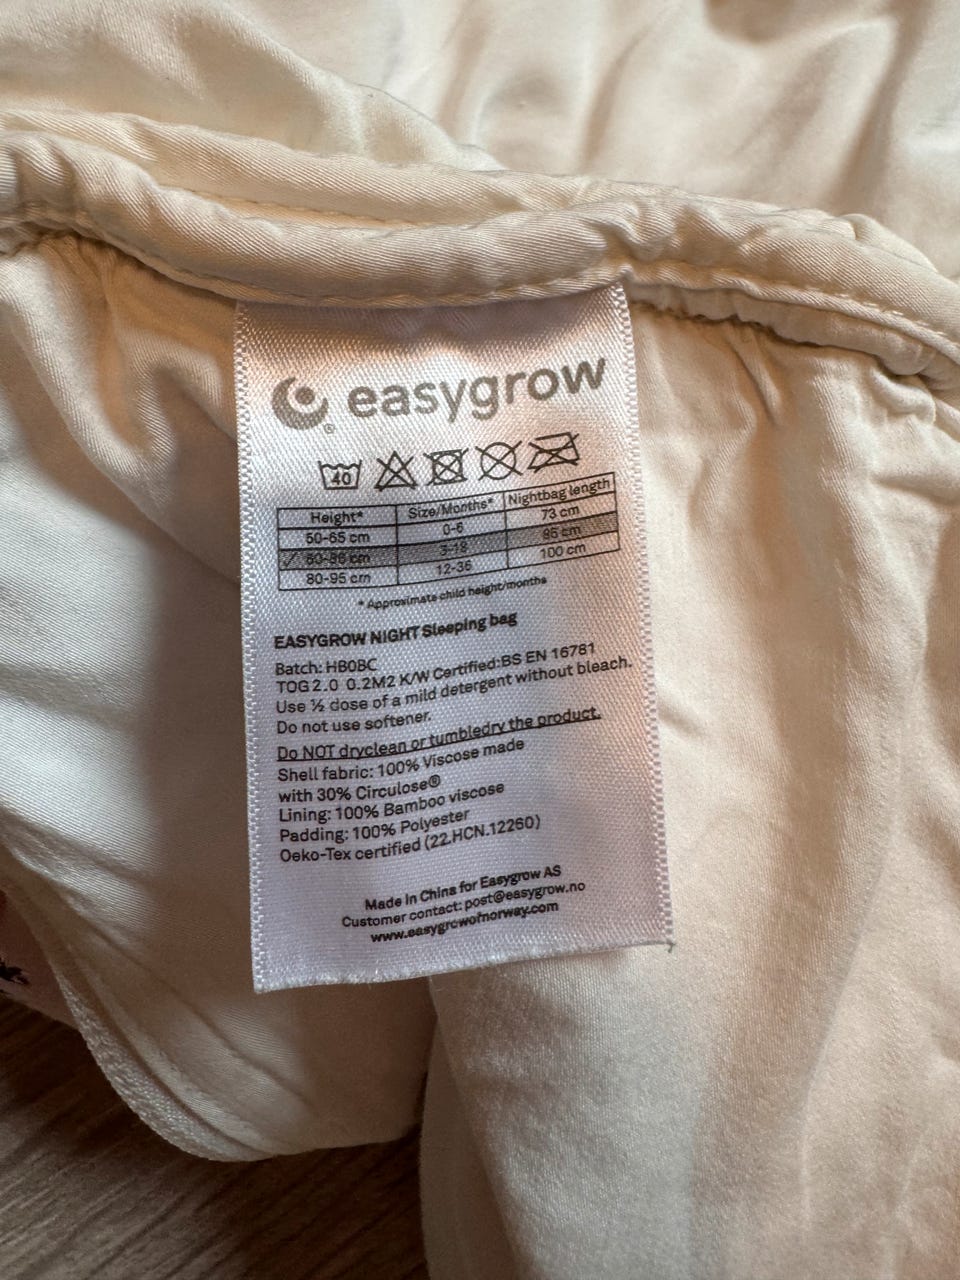 easygrow
®
40
Height* Size/Months* Nightbag length
50-65 cm 0-6 73 cm
✓ 60-86 cm 3-18 86 cm
80-95 cm 12-36 100 cm
* Approximate child height/months
EASYGROW NIGHT Sleeping bag
Batch: HB0BC
TOG 2.0 0.2M2 K/W Certified:BS EN 16781
Use ½ dose of a mild detergent without bleach.
Do not use softener.
Do NOT dryclean or tumbledry the product.
Shell fabric: 100% Viscose made
with 30% Circulose®
Lining: 100% Bamboo viscose
Padding: 100% Polyester
Oeko-Tex certified (22.HCN.12260)
Made in China for Easygrow AS
Customer contact: post@easygrow.no
www.easygrowofnorway.com